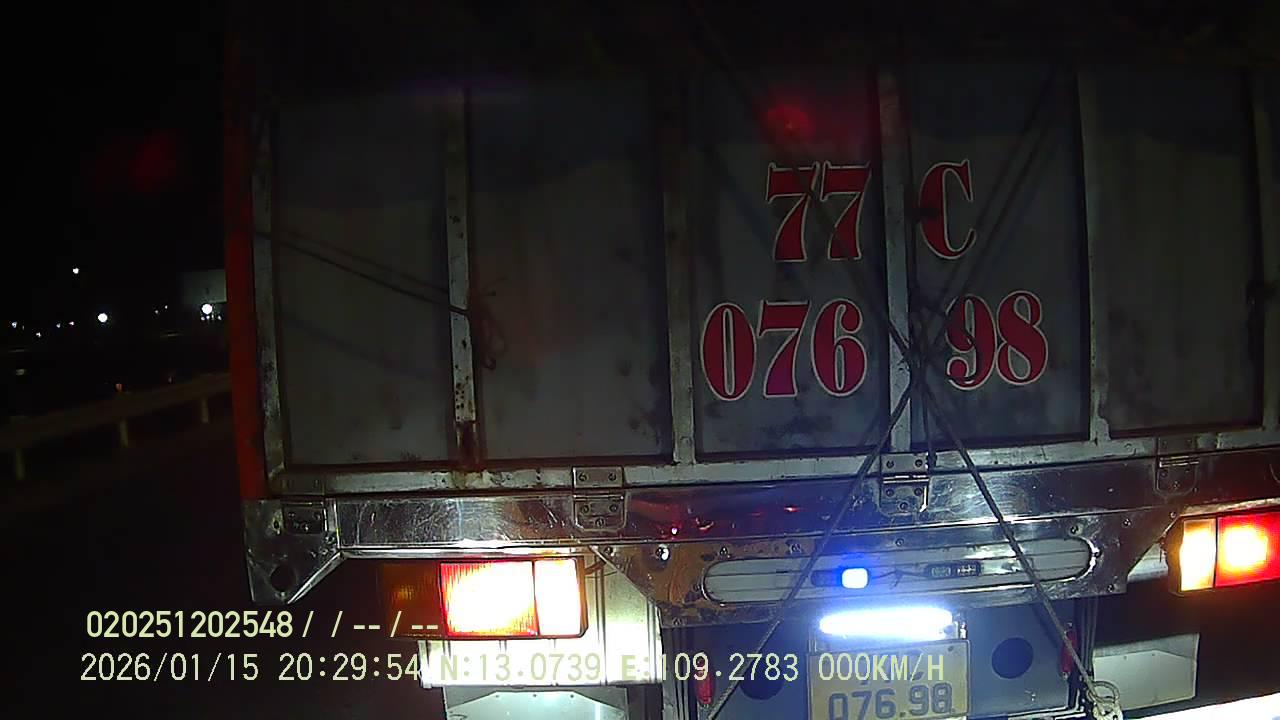 77 C
076 98
020251202548 / / -- / --
2026/01/15 20:29:54 N:13.0739 E:109.2783 000KM/H
076.98